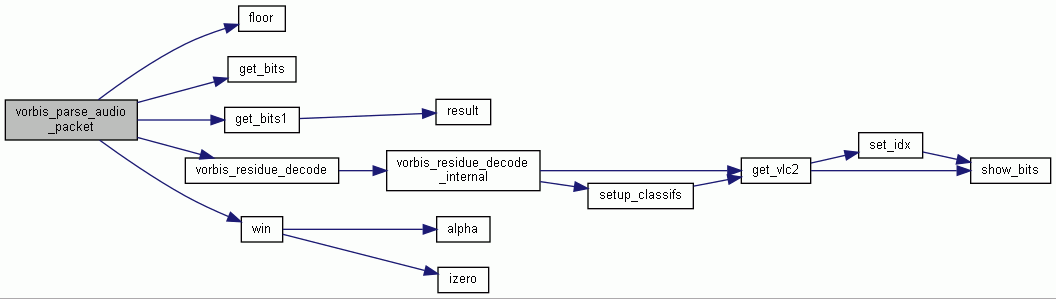 floor
get_bits
vorbis_parse_audio
_packet
get_bits1
result
vorbis_residue_decode
vorbis_residue_decode
_internal
get_vlc2
set_idx
show_bits
setup_classifs
win
alpha
izero